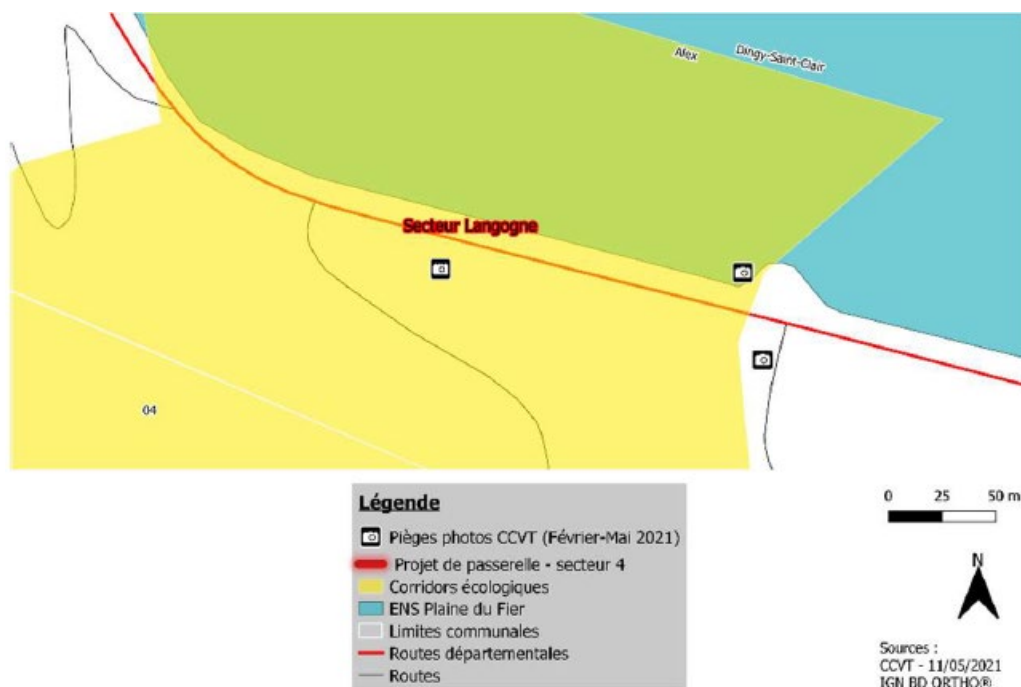 Alex
Dingy-Saint-Clair
Secteur Langogne
04
Légende
Pièges photos CCVT (Février-Mai 2021)
Projet de passerelle - secteur 4
Corridors écologiques
ENS Plaine du Fier
Limites communales
Routes départementales
Routes
0 25 50 m
N
Sources :
CCVT - 11/05/2021
IGN BD ORTHO®